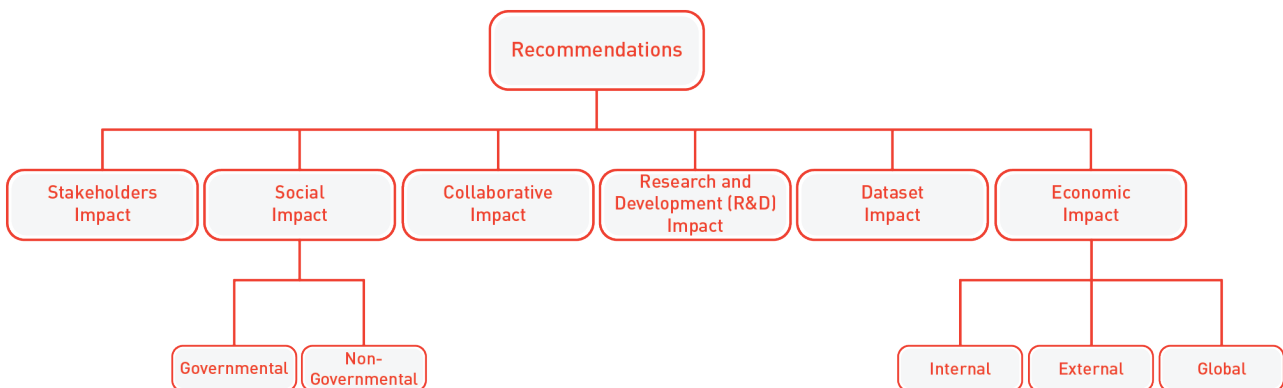 Recommendations
Stakeholders
Impact
Social
Impact
Collaborative
Impact
Research and
Development (R&D)
Impact
Dataset
Impact
Economic
Impact
Governmental
Non-
Governmental
Internal
External
Global